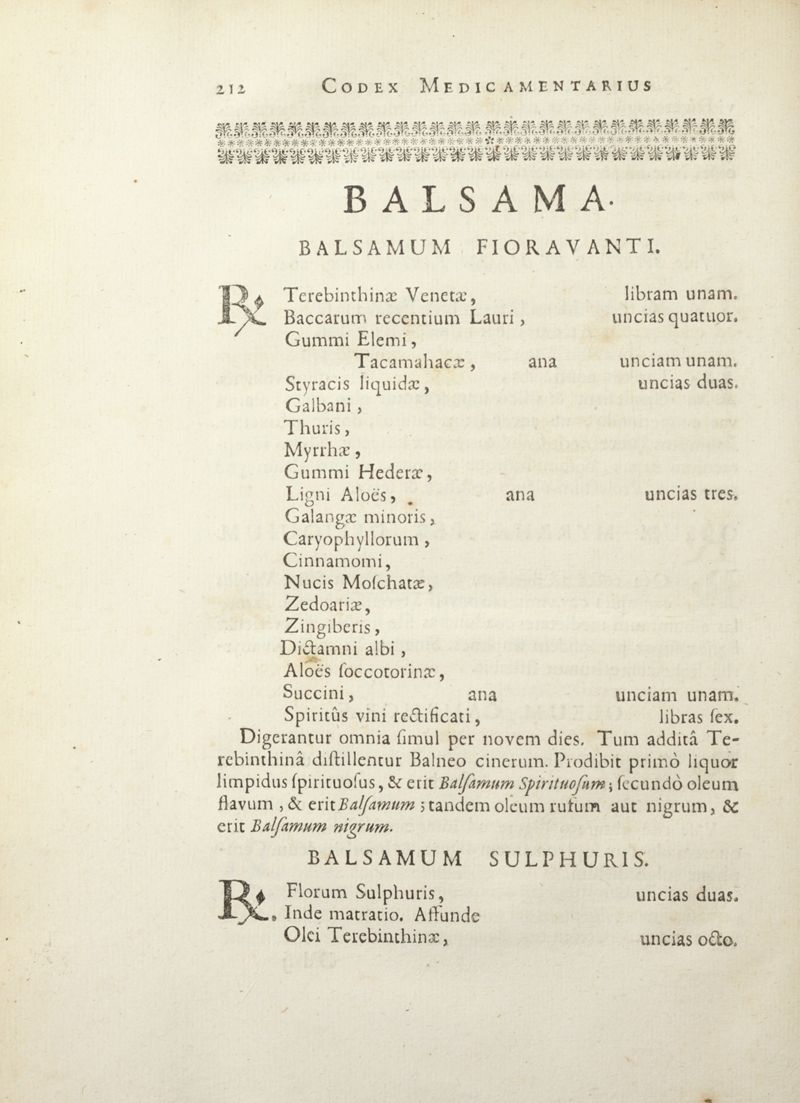 212 CODEX MEDICAMENTARIUS
BALSAMA.
BALSAMUM FIORAVANTI.
℞ Terebinthinæ Venetæ, libram unam.
Baccarum recentium Lauri, uncias quatuor.
Gummi Elemi,
Tacamahacæ, ana unciam unam.
Styracis liquidæ, uncias duas.
Galbani,
Thuris,
Myrrhæ,
Gummi Hederæ,
Ligni Aloës, ana uncias tres.
Galangæ minoris,
Caryophyllorum,
Cinnamomi,
Nucis Moſchatæ,
Zedoariæ,
Zingiberis,
Dictamni albi,
Aloës ſoccotorinæ,
Succini, ana unciam unam.
Spiritûs vini rectificati, libras ſex.
Digerantur omnia ſimul per novem dies. Tum additâ Te-
rebinthinâ diſtillentur Balneo cinerum. Prodibit primò liquor
limpidus ſpirituoſus, & erit Balſamum Spirituoſum; ſecundò oleum
flavum, & erit Balſamum; tandem oleum rufum aut nigrum, &
erit Balſamum nigrum.
BALSAMUM SULPHURIS.
℞. Florum Sulphuris, uncias duas.
Inde matratio. Affunde
Olei Terebinthinæ, uncias octo.